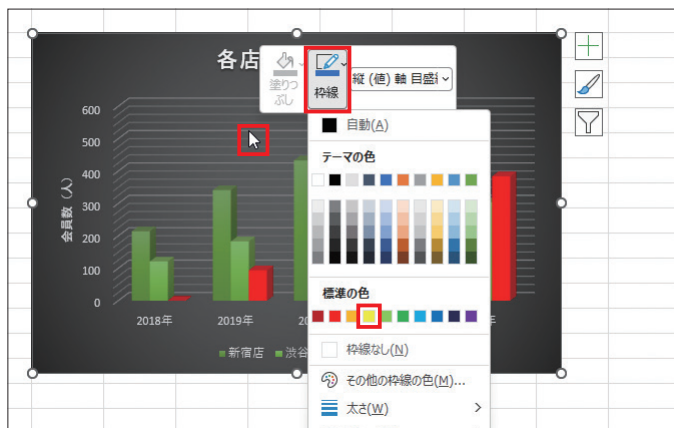 各店
塗りつ
ぶし
枠線
縦 (値) 軸 目盛
自動(A)
テーマの色
標準の色
枠線なし(N)
その他の枠線の色(M)...
太さ(W)
会員数（人）
600
500
400
300
200
100
0
2018年
2019年
20
年
新宿店
渋谷